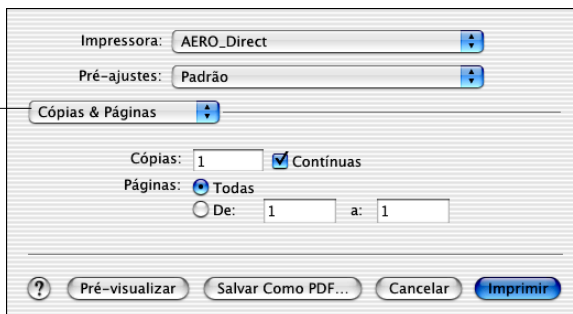 Impressora: AERO_Direct
Pré-ajustes: Padrão
Cópias & Páginas
Cópias: 1 Contínuas
Páginas: Todas
De: 1 a: 1
? Pré-visualizar Salvar Como PDF... Cancelar Imprimir